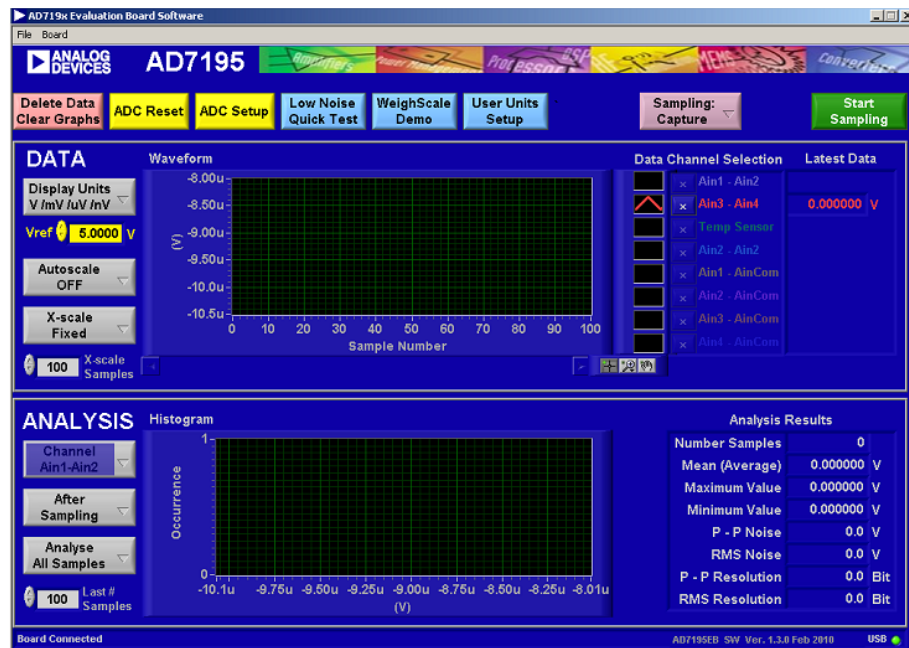 AD719x Evaluation Board Software
File Board
ANALOG DEVICES
AD7195
Amplifiers Power Management Processors DSP MEMS Converters
Delete Data Clear Graphs
ADC Reset
ADC Setup
Low Noise Quick Test
WeighScale Demo
User Units Setup
Sampling: Capture
Start Sampling
DATA
Waveform
Data Channel Selection
Latest Data
Display Units V /mV /uV /nV
Vref 5.0000 V
Autoscale OFF
X-scale Fixed
100 X-scale Samples
(V)
-8.00u
-8.50u
-9.00u
-9.50u
-10.0u
-10.5u
0 10 20 30 40 50 60 70 80 90 100
Sample Number
Ain1 - Ain2
Ain3 - Ain4 0.000000 V
Temp Sensor
Ain2 - Ain2
Ain1 - AinCom
Ain2 - AinCom
Ain3 - AinCom
Ain4 - AinCom
ANALYSIS
Histogram
Analysis Results
Channel Ain1-Ain2
After Sampling
Analyse All Samples
100 Last # Samples
Occurrence
1
0
-10.1u -9.75u -9.50u -9.25u -9.00u -8.75u -8.50u -8.25u -8.01u
(V)
Number Samples 0
Mean (Average) 0.000000 V
Maximum Value 0.000000 V
Minimum Value 0.000000 V
P - P Noise 0.0 V
RMS Noise 0.0 V
P - P Resolution 0.0 Bit
RMS Resolution 0.0 Bit
Board Connected
AD7195EB SW Ver. 1.3.0 Feb 2010
USB